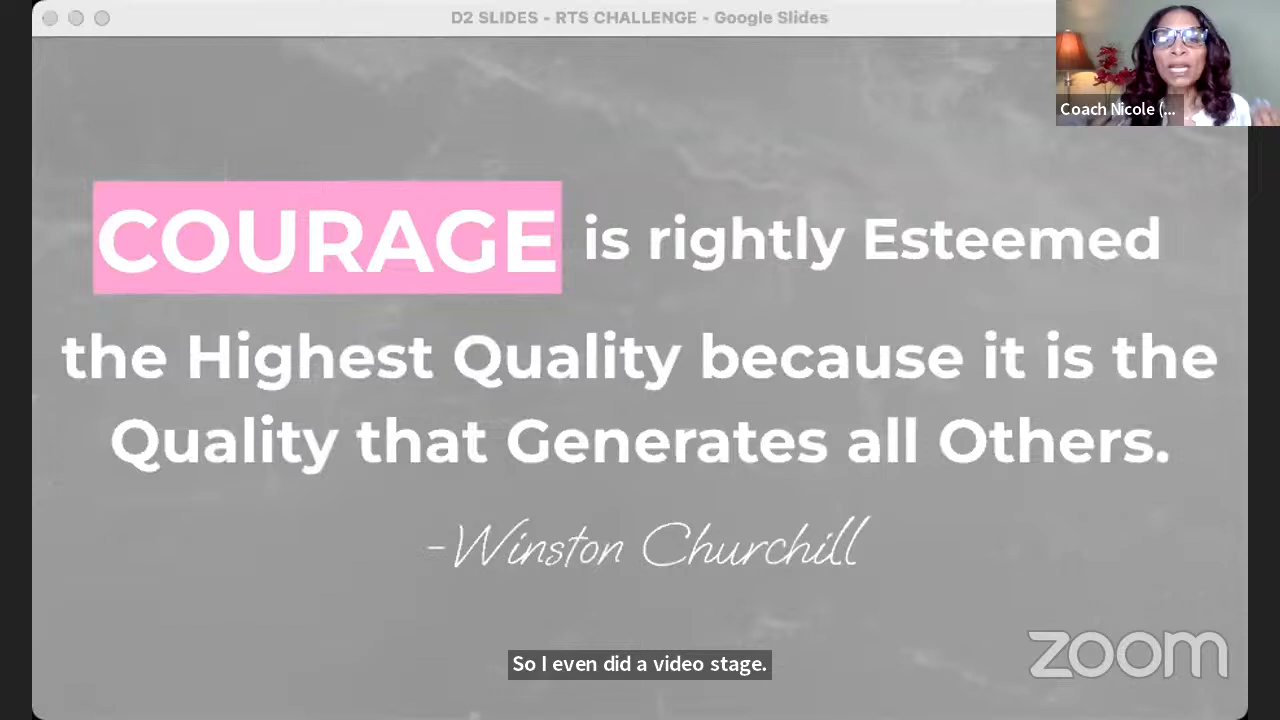 D2 SLIDES - RTS CHALLENGE - Google Slides
Coach Nicole (...
COURAGE is rightly Esteemed
the Highest Quality because it is the
Quality that Generates all Others.
-Winston Churchill
So I even did a video stage.
zoom